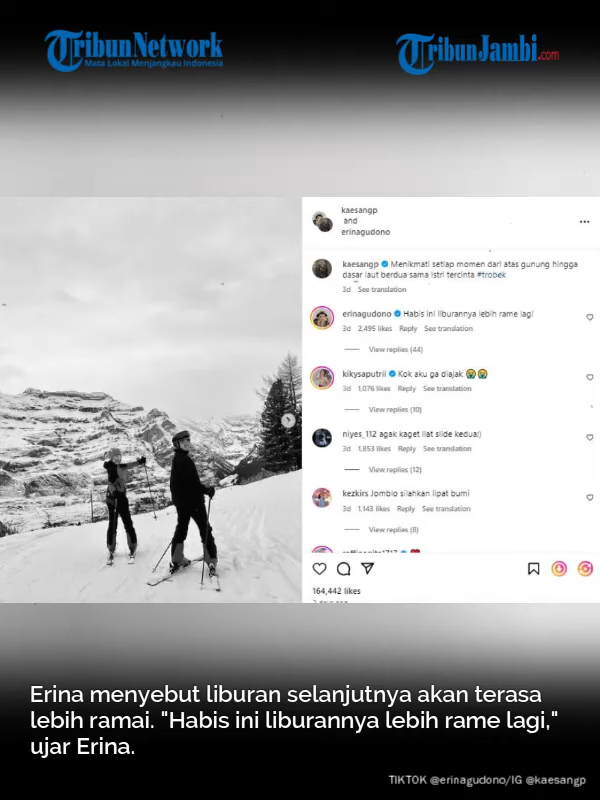 TribunNetwork
Mata Lokal Menjangkau Indonesia
TribunJambi.com
kaesangp
and
erinagudono
kaesangp Menikmati setiap momen dari atas gunung hingga
dasar laut berdua sama istri tercinta #trobek
3d See translation
erinagudono Habis ini liburannya lebih rame lagi
3d 2,495 likes Reply See translation
View replies (44)
kikysaputrii Kok aku ga diajak 😭😭
3d 1,076 likes Reply See translation
View replies (10)
niyes_112 agak kaget liat slide kedua:)
3d 1,853 likes Reply See translation
View replies (12)
kezkirs Jomblo silahkan lipat bumi
3d 1,143 likes Reply See translation
View replies (8)
164,442 likes
Erina menyebut liburan selanjutnya akan terasa
lebih ramai. "Habis ini liburannya lebih rame lagi,"
ujar Erina.
TIKTOK @erinagudono/IG @kaesangp